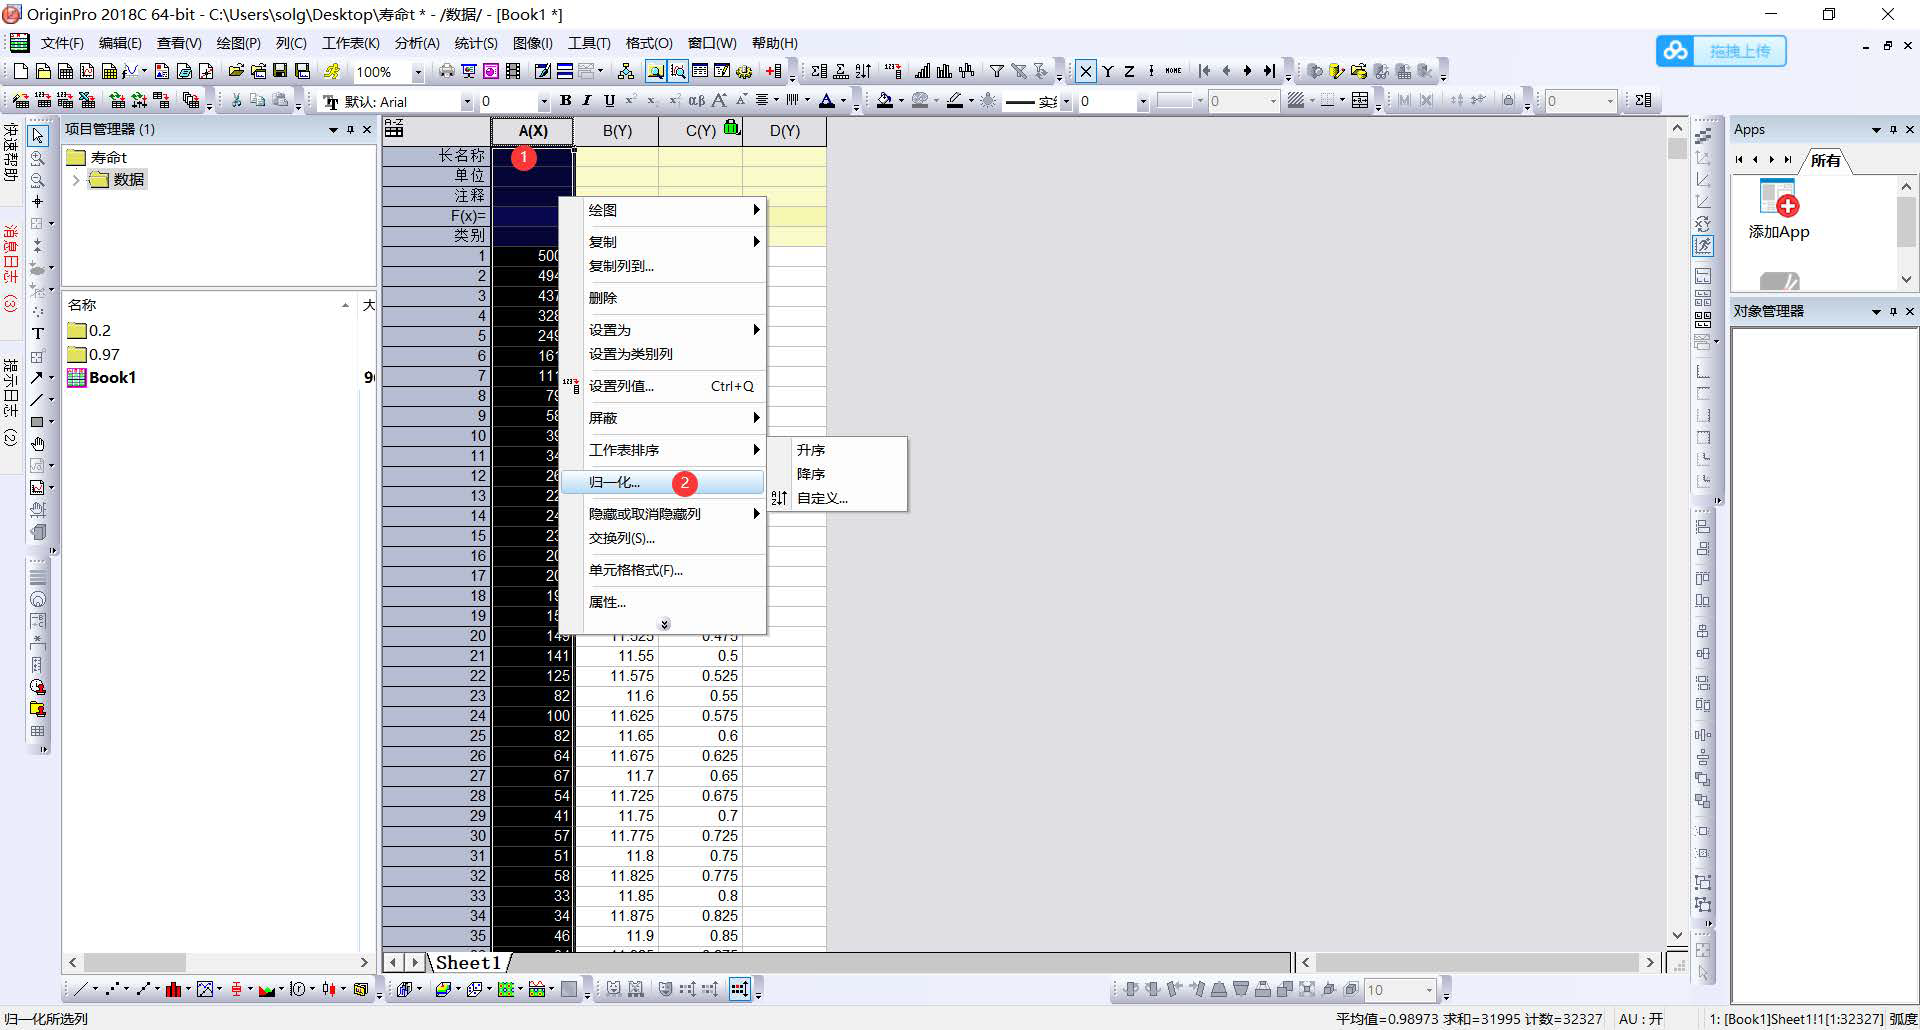 OriginPro 2018C 64-bit - C:\Users\solg\Desktop\寿命t * - /数据/ - [Book1 *]
文件(F) 编辑(E) 查看(V) 绘图(P) 列(C) 工作表(K) 分析(A) 统计(S) 图像(I) 工具(T) 格式(O) 窗口(W) 帮助(H)
拖拽上传
100%
X Y Z
默认: Arial 0 B I U 0 0 0
快速帮助
消息日志 (3)
提示日志 (2)
项目管理器 (1)
寿命t
数据
名称 大
0.2
0.97
Book1 9
A(X) B(Y) C(Y) D(Y)
长名称 1
单位
注释
F(x)=
类别
1 500
2 494
3 437
4 328
5 249
6 161
7 111
8 79
9 58
10 39
11 34
12 26
13 22
14 24
15 23
16 20
17 20
18 19
19 15
20 149 11.525 0.475
21 141 11.55 0.5
22 125 11.575 0.525
23 82 11.6 0.55
24 100 11.625 0.575
25 82 11.65 0.6
26 64 11.675 0.625
27 67 11.7 0.65
28 54 11.725 0.675
29 41 11.75 0.7
30 57 11.775 0.725
31 51 11.8 0.75
32 58 11.825 0.775
33 33 11.85 0.8
34 34 11.875 0.825
35 46 11.9 0.85
绘图
复制
复制列到...
删除
设置为
设置为类别列
设置列值... Ctrl+Q
屏蔽
工作表排序
归一化... 2
隐藏或取消隐藏列
交换列(S)...
单元格格式(F)...
属性...
升序
降序
自定义...
Sheet1
Apps
所有
添加App
对象管理器
10
归一化所选列
平均值=0.98973 求和=31995 计数=32327 AU : 开 1: [Book1]Sheet1!1[1:32327] 弧度